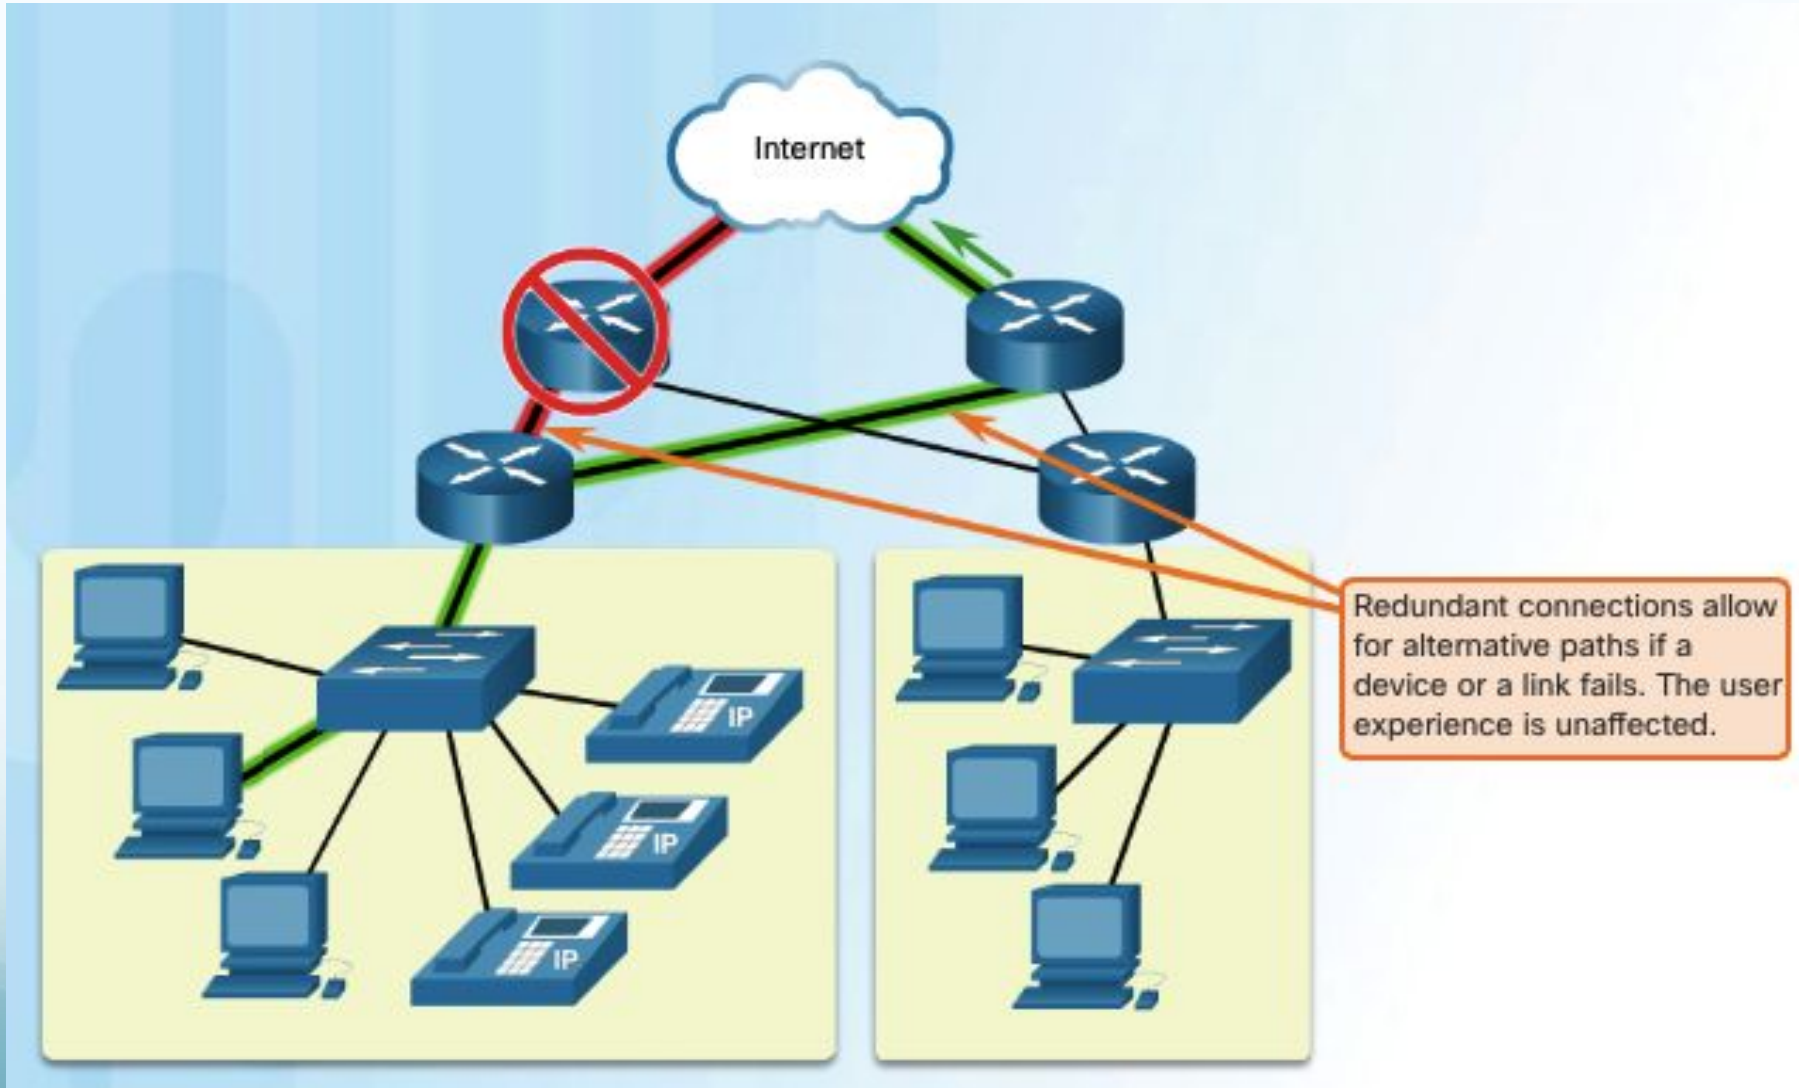 Internet
Redundant connections allow
for alternative paths if a
device or a link fails. The user
experience is unaffected.
IP
IP
IP